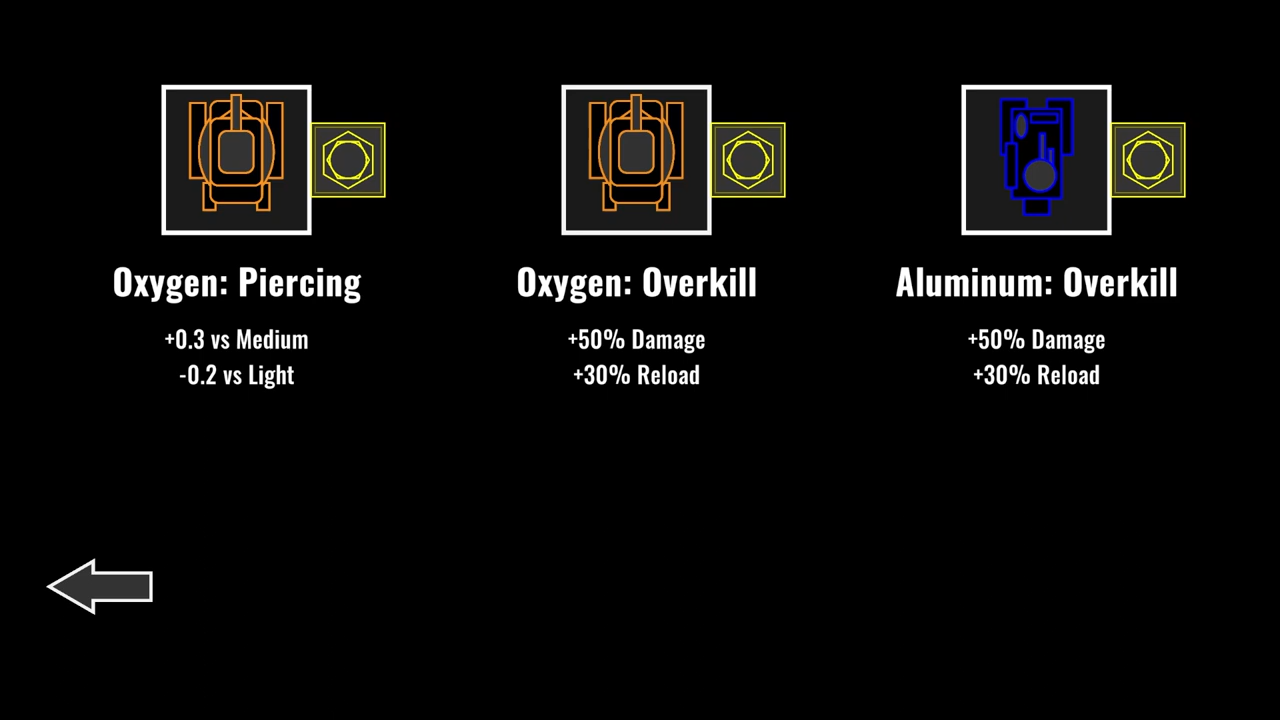 Oxygen: Piercing
+0.3 vs Medium
-0.2 vs Light
Oxygen: Overkill
+50% Damage
+30% Reload
Aluminum: Overkill
+50% Damage
+30% Reload